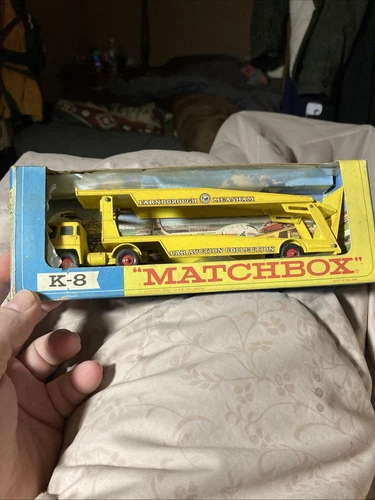 FARNBOROUGH MEASHAM
CAR AUCTION COLLECTION
K-8
"MATCHBOX"